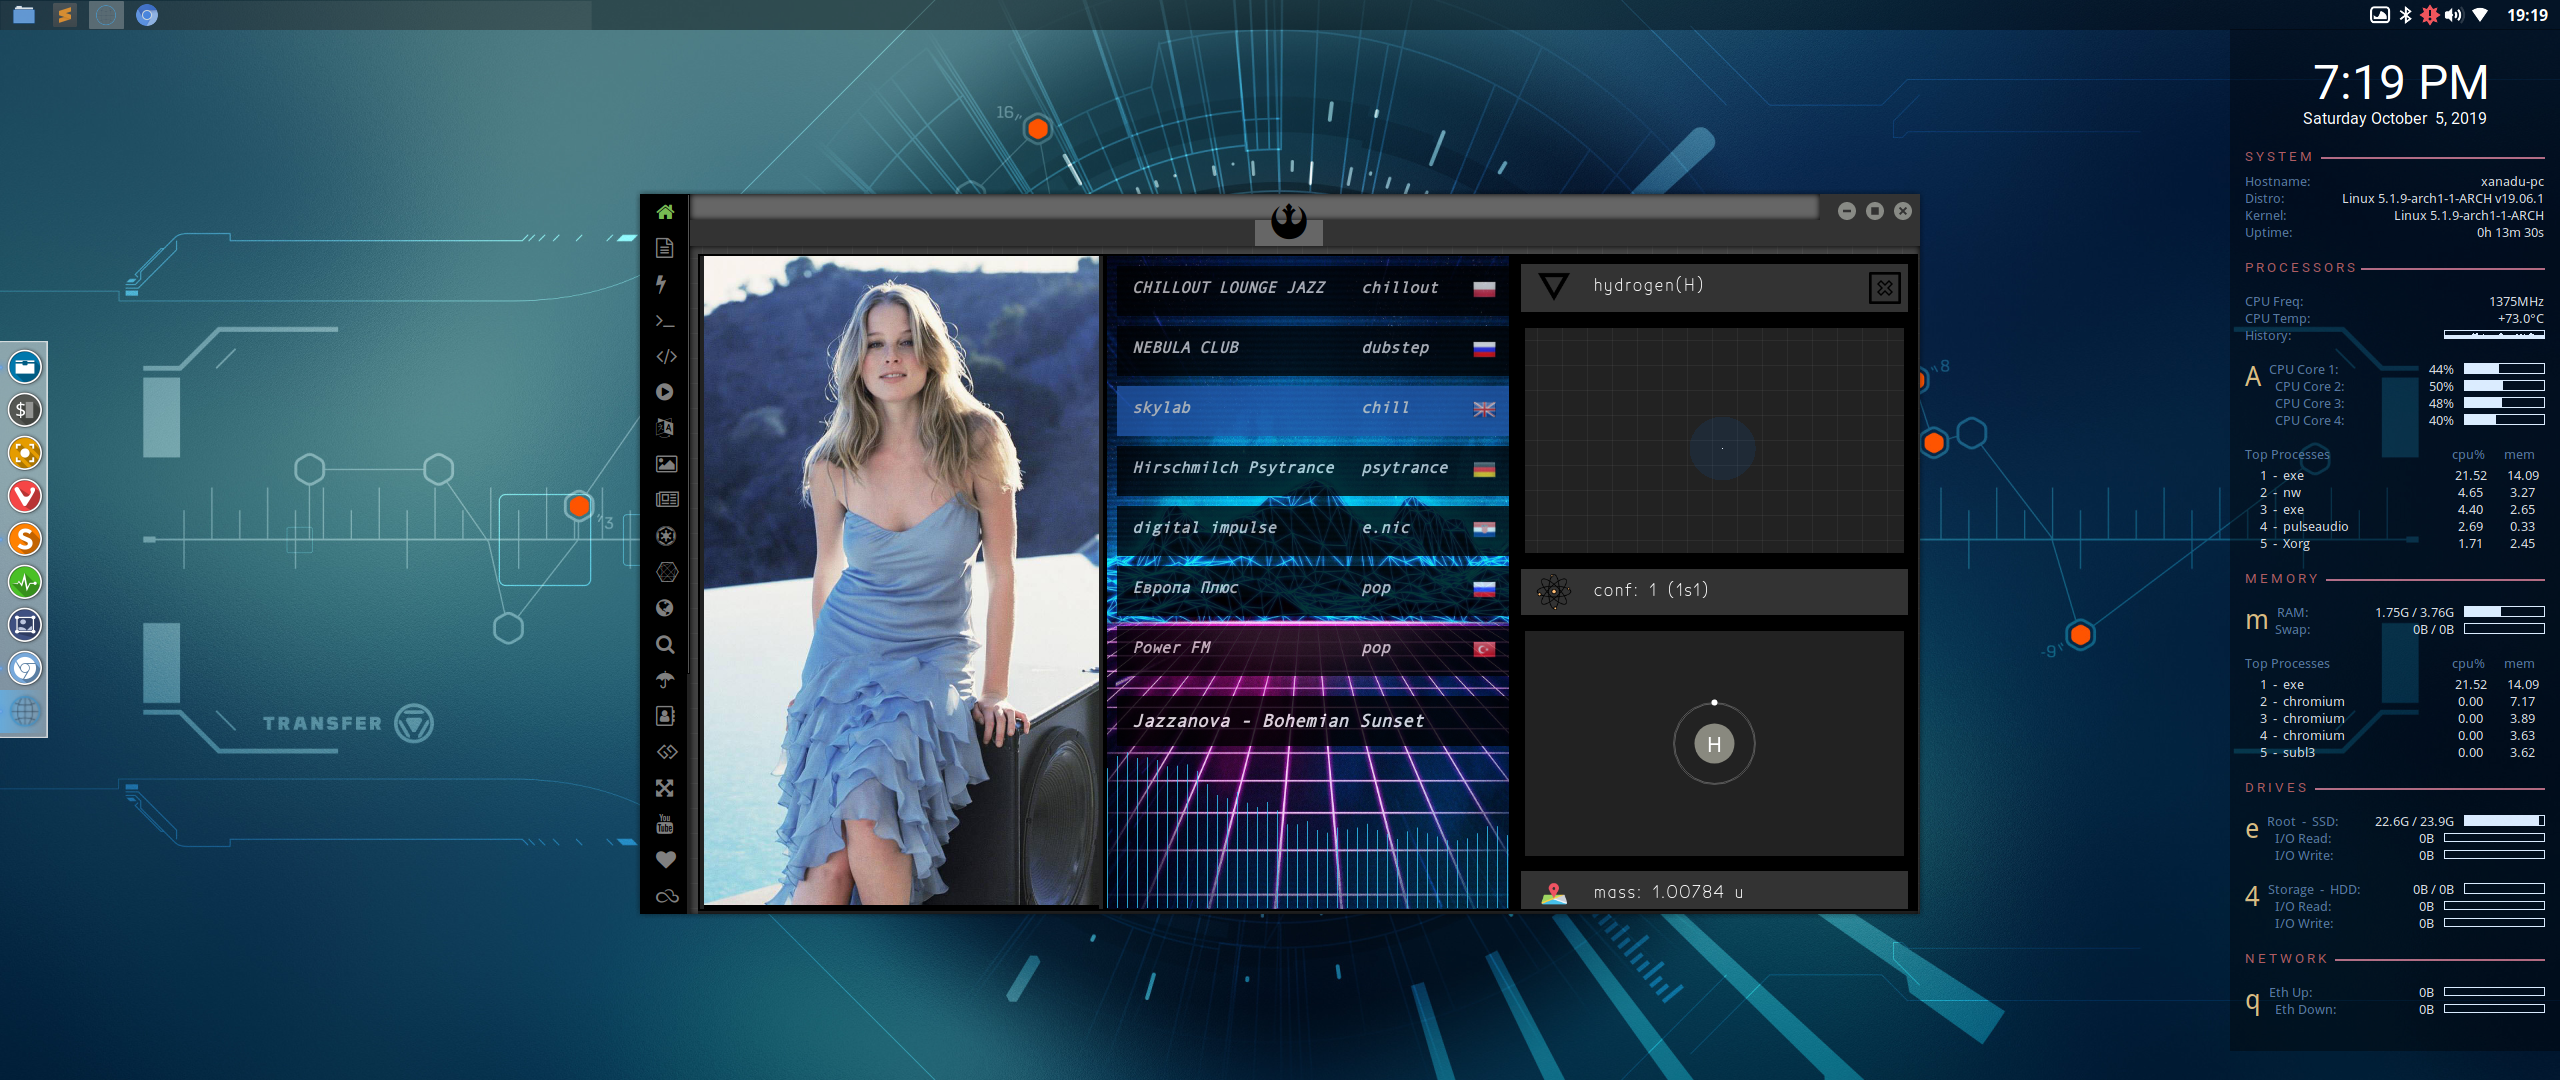 19:19
7:19 PM
Saturday October 5, 2019
SYSTEM
Hostname: xanadu-pc
Distro: Linux 5.1.9-arch1-1-ARCH v19.06.1
Kernel: Linux 5.1.9-arch1-1-ARCH
Uptime: 0h 13m 30s
PROCESSORS
CPU Freq: 1375MHz
CPU Temp: +73.0°C
History:
A CPU Core 1: 44%
CPU Core 2: 50%
CPU Core 3: 48%
CPU Core 4: 40%
Top Processes cpu% mem
1 - exe 21.52 14.09
2 - nw 4.65 3.27
3 - exe 4.40 2.65
4 - pulseaudio 2.69 0.33
5 - Xorg 1.71 2.45
MEMORY
m RAM: 1.75G / 3.76G
Swap: 0B / 0B
Top Processes cpu% mem
1 - exe 21.52 14.09
2 - chromium 0.00 7.17
3 - chromium 0.00 3.89
4 - chromium 0.00 3.63
5 - subl3 0.00 3.62
DRIVES
e Root - SSD: 22.6G / 23.9G
I/O Read: 0B
I/O Write: 0B
4 Storage - HDD: 0B / 0B
I/O Read: 0B
I/O Write: 0B
NETWORK
q Eth Up: 0B
Eth Down: 0B
CHILLOUT LOUNGE JAZZ chillout
NEBULA CLUB dubstep
skylab chill
Hirschmilch Psytrance psytrance
digital impulse e.nic
Европа Плюс pop
Power FM pop
Jazzanova - Bohemian Sunset
hydrogen(H)
conf: 1 (1s1)
H
mass: 1.00784 u
You
Tube
TRANSFER
16"
"3
"8
-9"
$
S